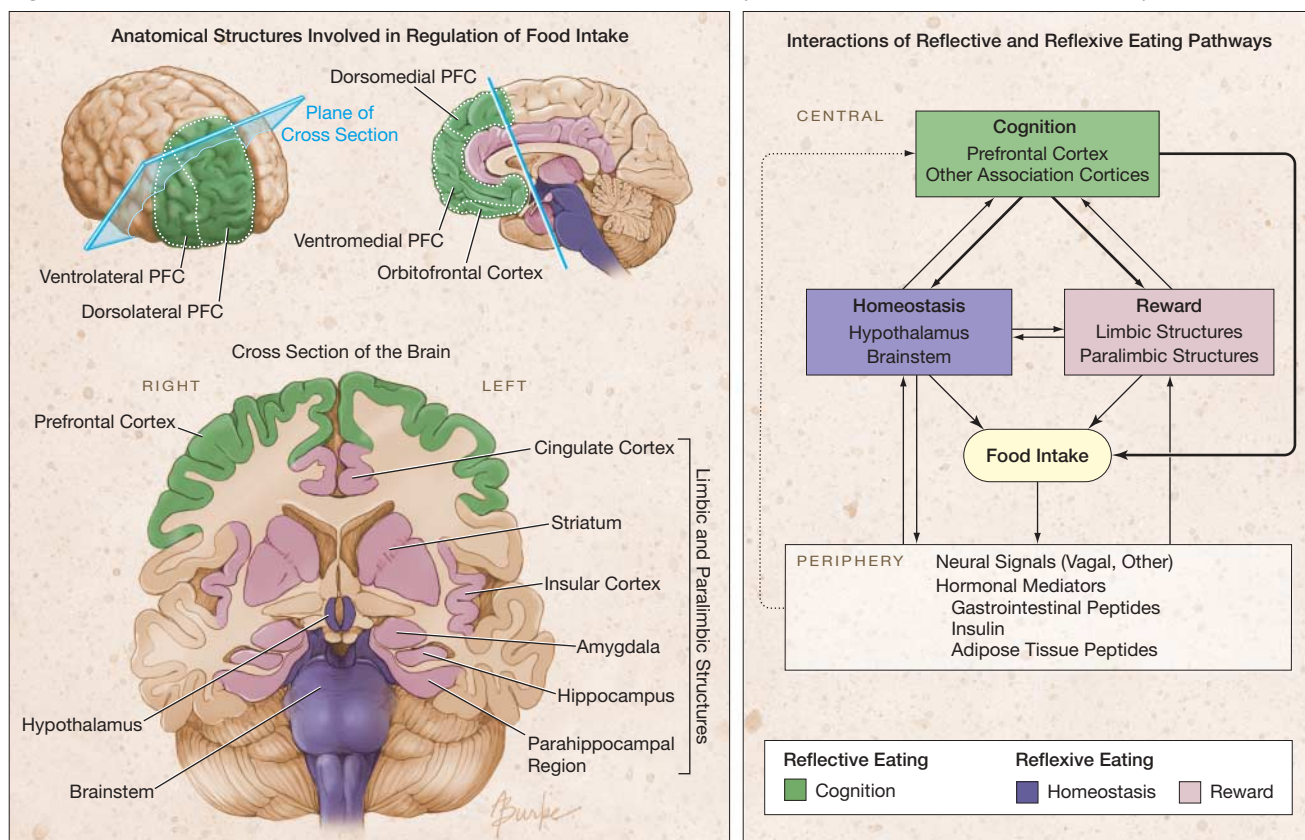 Anatomical Structures Involved in Regulation of Food Intake
Dorsomedial PFC
Plane of
Cross Section
Ventromedial PFC
Orbitofrontal Cortex
Ventrolateral PFC
Dorsolateral PFC
Cross Section of the Brain
RIGHT
LEFT
Prefrontal Cortex
Cingulate Cortex
Striatum
Insular Cortex
Amygdala
Hippocampus
Parahippocampal
Region
Hypothalamus
Brainstem
Limbic and Paralimbic Structures
ABurke
Interactions of Reflective and Reflexive Eating Pathways
CENTRAL
Cognition
Prefrontal Cortex
Other Association Cortices
Homeostasis
Hypothalamus
Brainstem
Reward
Limbic Structures
Paralimbic Structures
Food Intake
PERIPHERY
Neural Signals (Vagal, Other)
Hormonal Mediators
Gastrointestinal Peptides
Insulin
Adipose Tissue Peptides
Reflective Eating
Cognition
Reflexive Eating
Homeostasis
Reward